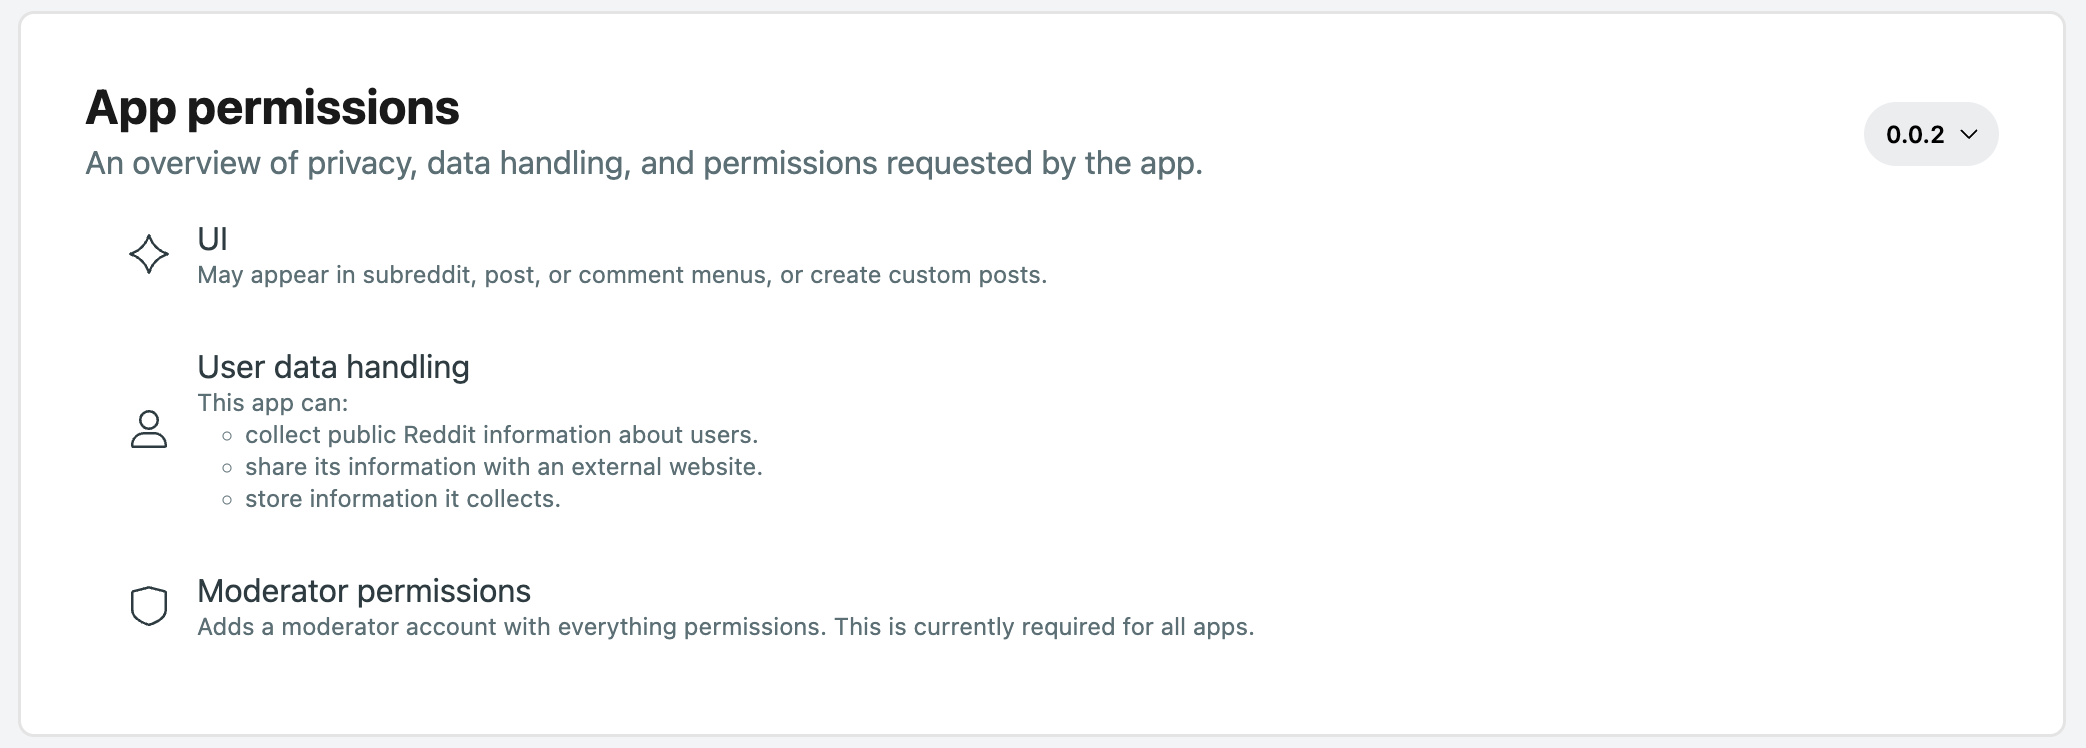 App permissions
0.0.2
An overview of privacy, data handling, and permissions requested by the app.
UI
May appear in subreddit, post, or comment menus, or create custom posts.
User data handling
This app can:
collect public Reddit information about users.
share its information with an external website.
store information it collects.
Moderator permissions
Adds a moderator account with everything permissions. This is currently required for all apps.